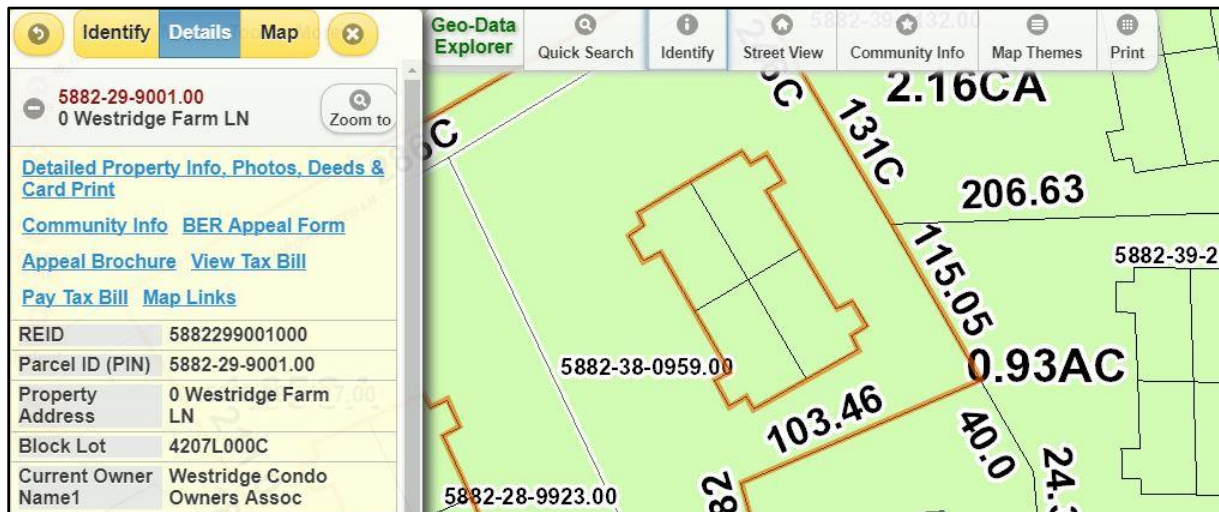 Identify Details Map
5882-29-9001.00
0 Westridge Farm LN
Zoom to
Detailed Property Info, Photos, Deeds &
Card Print
Community Info BER Appeal Form
Appeal Brochure View Tax Bill
Pay Tax Bill Map Links
REID 5882299001000
Parcel ID (PIN) 5882-29-9001.00
Property 0 Westridge Farm
Address LN
Block Lot 4207L000C
Current Owner Westridge Condo
Name1 Owners Assoc
Geo-Data
Explorer
Quick Search Identify Street View Community Info Map Themes Print
2.16CA
131C
206.63
115.05
5882-39-2
5882-38-0959.00
0.93AC
103.46
40.0
5882-28-9923.00